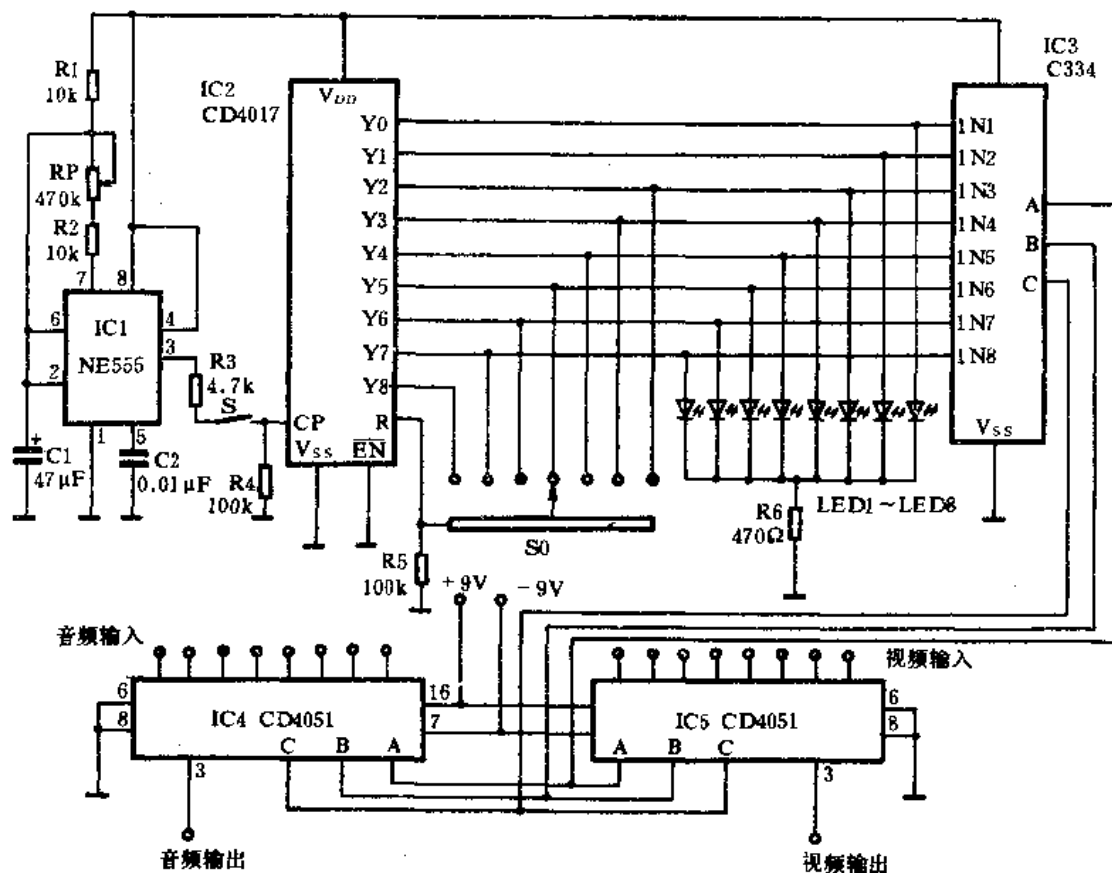 R1
10k
RP
470k
R2
10k
7
8
6
4
IC1
3
NE555
2
1
5
C1
+
47μF
C2
0.01μF
R3
4.7k
S
R4
100k
IC2
CD4017
VDD
Y0
Y1
Y2
Y3
Y4
Y5
Y6
Y7
Y8
R
CP
VSS
EN
R5
100k
S0
+9V
-9V
R6
470Ω
LED1～LED8
IC3
C334
1N1
1N2
1N3
1N4
1N5
1N6
1N7
1N8
A
B
C
VSS
音频输入
6
8
IC4 CD4051
16
7
C B A
3
音频输出
视频输入
IC5 CD4051
6
8
A B C
3
视频输出